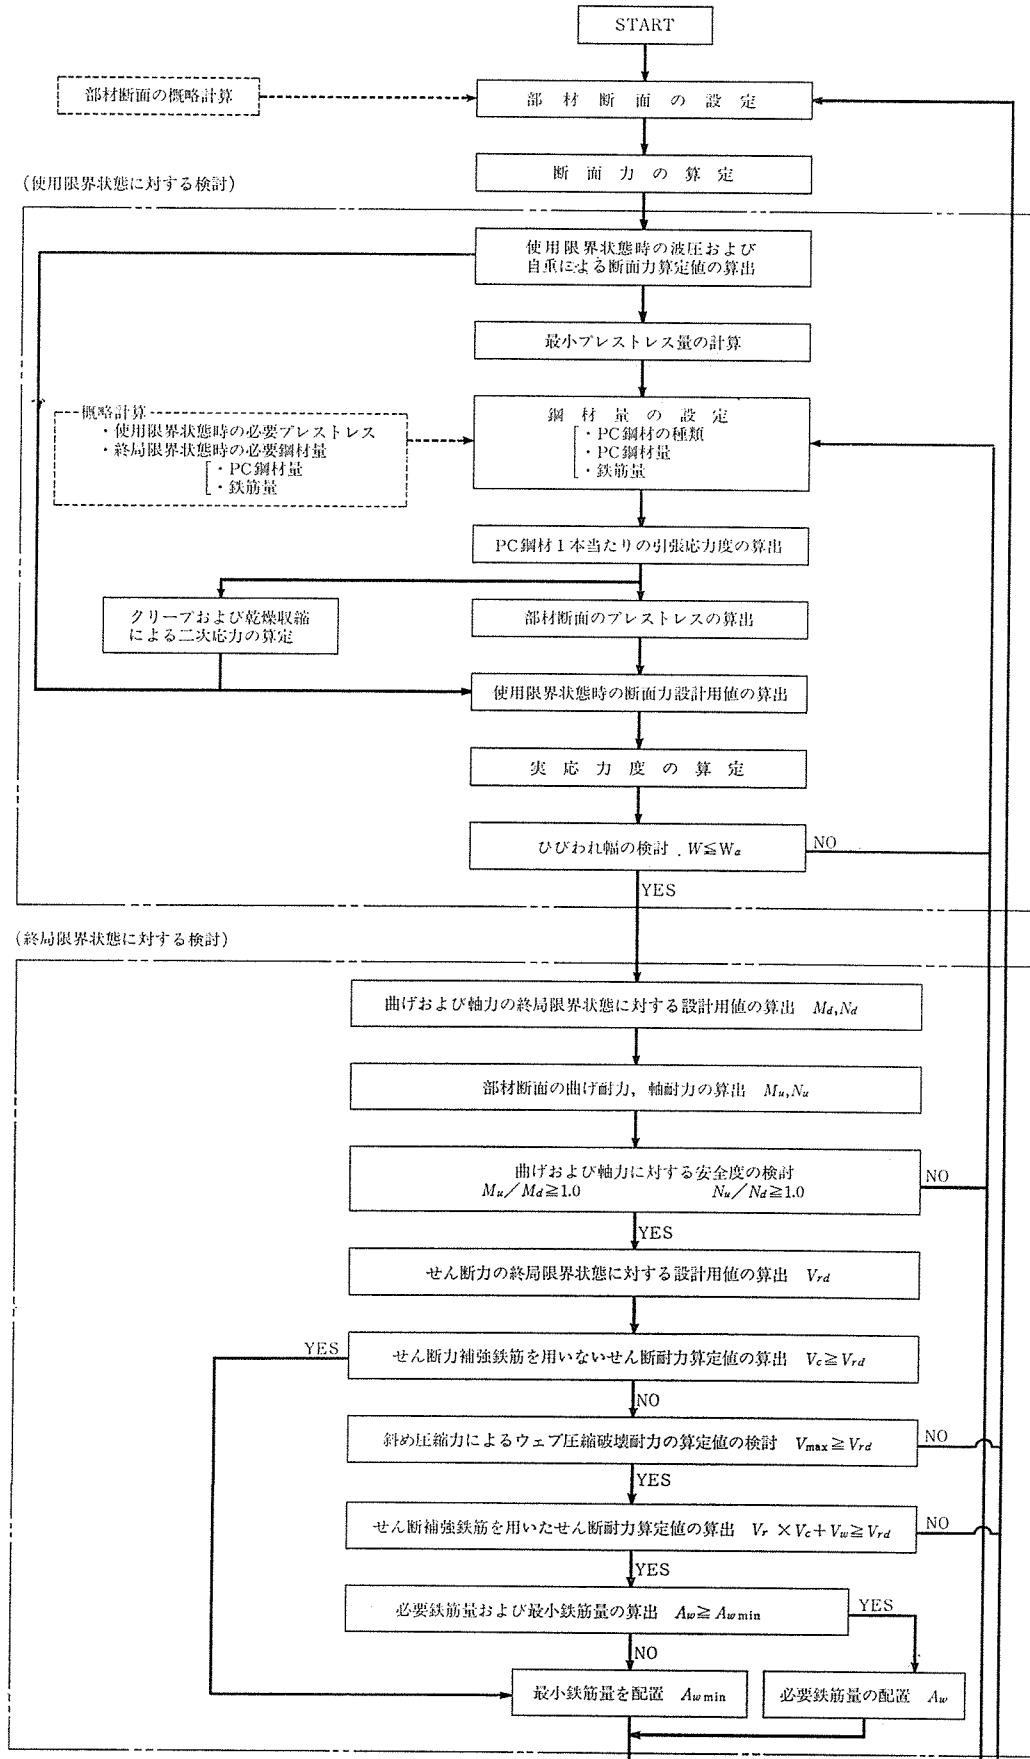 START
部材断面の概略計算
部材断面の設定
断面力の算定
(使用限界状態に対する検討)
使用限界状態時の波圧および
自重による断面力算定値の算出
最小プレストレス量の計算
概略計算
・使用限界状態時の必要プレストレス
・終局限界状態時の必要鋼材量
・PC鋼材量
・鉄筋量
鋼材量の設定
・PC鋼材の種類
・PC鋼材量
・鉄筋量
PC鋼材1本当たりの引張応力度の算出
クリープおよび乾燥収縮
による二次応力の算定
部材断面のプレストレスの算出
使用限界状態時の断面力設計用値の算出
実応力度の算定
ひびわれ幅の検討 . W≦Wa
NO
YES
(終局限界状態に対する検討)
曲げおよび軸力の終局限界状態に対する設計用値の算出 Md,Nd
部材断面の曲げ耐力,軸耐力の算出 Mu,Nu
曲げおよび軸力に対する安全度の検討
Mu/Md≧1.0 Nu/Nd≧1.0
NO
YES
せん断力の終局限界状態に対する設計用値の算出 Vrd
YES
せん断力補強鉄筋を用いないせん断耐力算定値の算出 Vc≧Vrd
NO
斜め圧縮力によるウェブ圧縮破壊耐力の算定値の検討 Vmax≧Vrd
NO
YES
せん断補強鉄筋を用いたせん断耐力算定値の算出 Vr×Vc+Vw≧Vrd
NO
YES
必要鉄筋量および最小鉄筋量の算出 Aw≧Awmin
YES
NO
最小鉄筋量を配置 Awmin
必要鉄筋量の配置 Aw